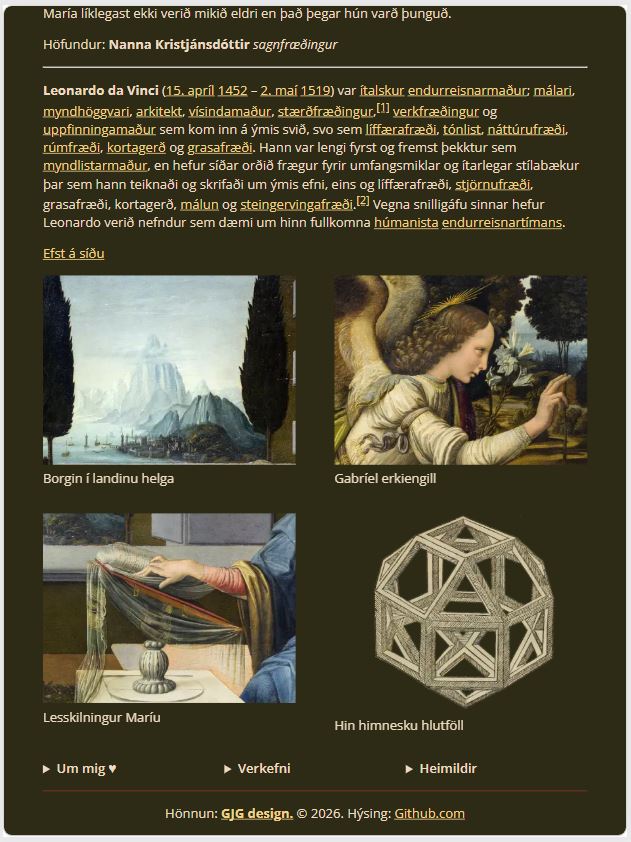 María líklegast ekki verið mikið eldri en það þegar hún varð þunguð.
Höfundur: Nanna Kristjánsdóttir sagnfræðingur
Leonardo da Vinci (15. apríl 1452 – 2. maí 1519) var ítalskur endurreisnarmaður; málari,
myndhöggvari, arkitekt, vísindamaður, stærðfræðingur,[1] verkfræðingur og
uppfinningamaður sem kom inn á ýmis svið, svo sem líffærafræði, tónlist, náttúrufræði,
rúmfræði, kortagerð og grasafræði. Hann var lengi fyrst og fremst þekktur sem
myndlistarmaður, en hefur síðar orðið frægur fyrir umfangsmiklar og ítarlegar stílabækur
þar sem hann teiknaði og skrifaði um ýmis efni, eins og líffærafræði, stjörnufræði,
grasafræði, kortagerð, málun og steingervingafræði.[2] Vegna snilligáfu sinnar hefur
Leonardo verið nefndur sem dæmi um hinn fullkomna húmanista endurreisnartímans.
Efst á síðu
Borgin í landinu helga
Gabríel erkiengill
Lesskilningur Maríu
Hin himnesku hlutföll
▶ Um mig ♥ ▶ Verkefni ▶ Heimildir
Hönnun: GJG design. © 2026. Hýsing: Github.com